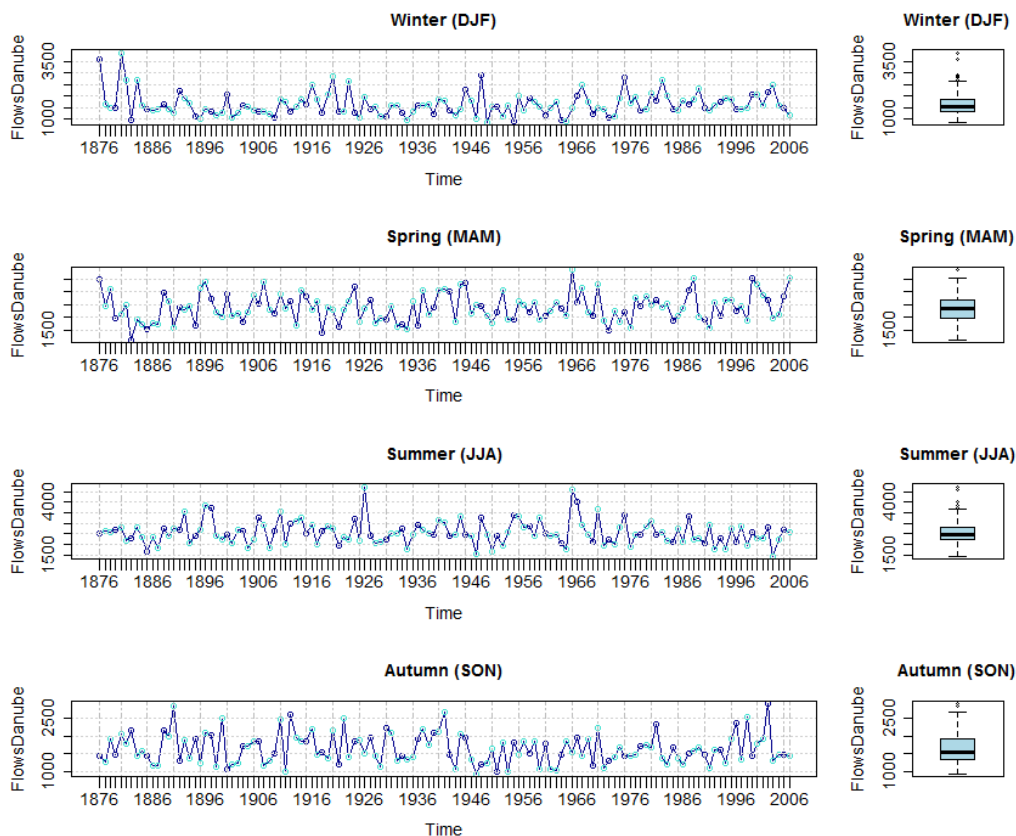 Winter (DJF)
Winter (DJF)
FlowsDanube
1000 3500
1876 1886 1896 1906 1916 1926 1936 1946 1956 1966 1976 1986 1996 2006
Time
FlowsDanube
1000 3500
Spring (MAM)
Spring (MAM)
FlowsDanube
1500
1876 1886 1896 1906 1916 1926 1936 1946 1956 1966 1976 1986 1996 2006
Time
FlowsDanube
1500
Summer (JJA)
Summer (JJA)
FlowsDanube
1500 4000
1876 1886 1896 1906 1916 1926 1936 1946 1956 1966 1976 1986 1996 2006
Time
FlowsDanube
1500 4000
Autumn (SON)
Autumn (SON)
FlowsDanube
1000 2500
1876 1886 1896 1906 1916 1926 1936 1946 1956 1966 1976 1986 1996 2006
Time
FlowsDanube
1000 2500